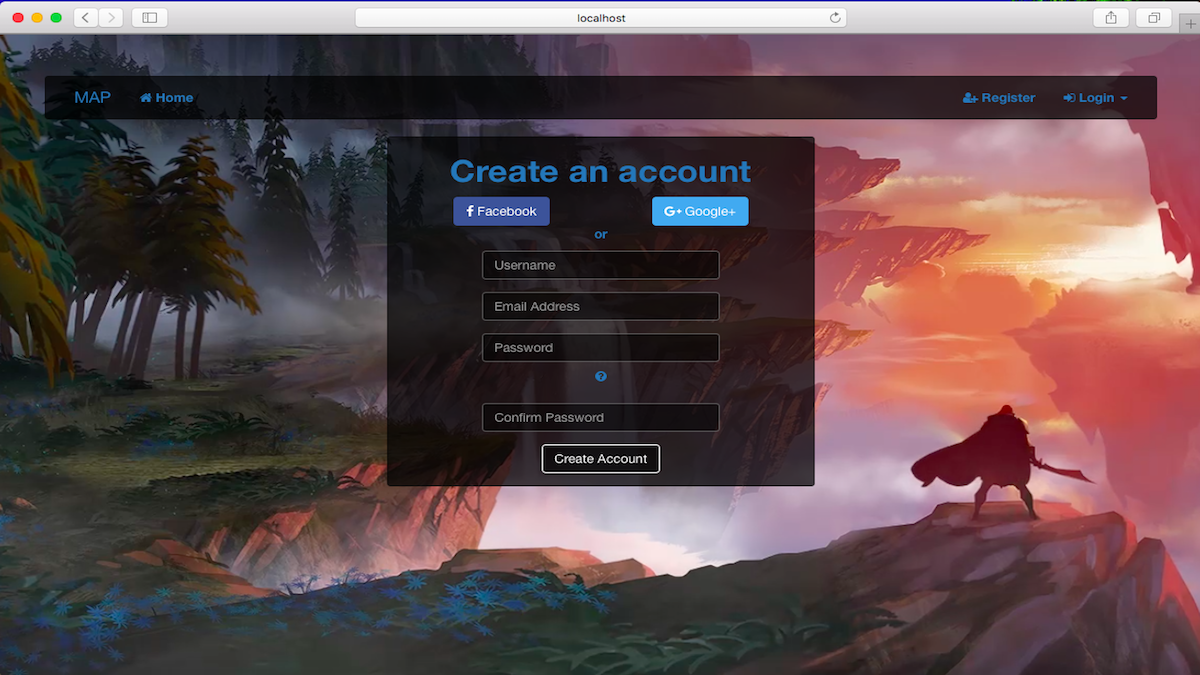 localhost
MAP Home Register Login
Create an account
Facebook Google+
or
Username
Email Address
Password
Confirm Password
Create Account